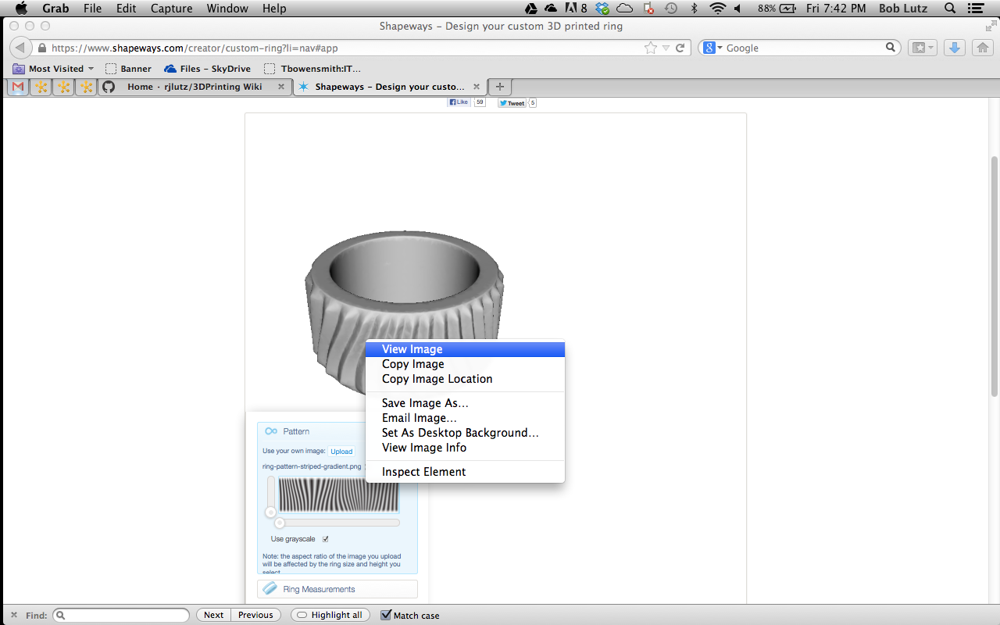 Grab File Edit Capture Window Help 8 88% Fri 7:42 PM Bob Lutz
Shapeways – Design your custom 3D printed ring
https://www.shapeways.com/creator/custom-ring?li=nav#app 8 Google
Most Visited Banner Files – SkyDrive Tbowensmith:IT...
Home · rjlutz/3DPrinting Wiki Shapeways – Design your custo...
Like 59 Tweet 5
View Image
Copy Image
Copy Image Location
Save Image As...
Email Image...
Set As Desktop Background...
View Image Info
Inspect Element
Pattern
Use your own image: Upload
ring-pattern-striped-gradient.png
Use grayscale
Note: the aspect ratio of the image you upload
will be affected by the ring size and height you
select
Ring Measurements
Find: Next Previous Highlight all Match case